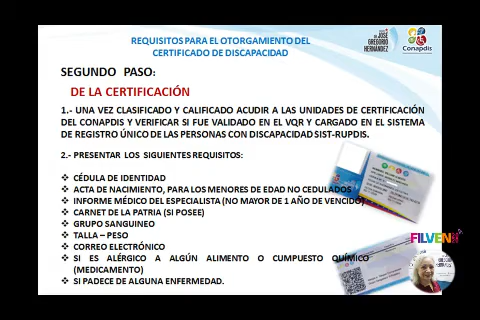 REQUISITOS PARA EL OTORGAMIENTO DEL
CERTIFICADO DE DISCAPACIDAD
JOSÉ
GREGORIO
HERNÁNDEZ
Conapdis
SEGUNDO PASO:
DE LA CERTIFICACIÓN
1.- UNA VEZ CLASIFICADO Y CALIFICADO ACUDIR A LAS UNIDADES DE CERTIFICACIÓN
DEL CONAPDIS Y VERIFICAR SI FUE VALIDADO EN EL VQR Y CARGADO EN EL SISTEMA
DE REGISTRO ÚNICO DE LAS PERSONAS CON DISCAPACIDAD SIST-RUPDIS.
2.- PRESENTAR LOS SIGUIENTES REQUISITOS:
❖ CÉDULA DE IDENTIDAD
❖ ACTA DE NACIMIENTO, PARA LOS MENORES DE EDAD NO CEDULADOS
❖ INFORME MÉDICO DEL ESPECIALISTA (NO MAYOR DE 1 AÑO DE VENCIDO)
❖ CARNET DE LA PATRIA (SI POSEE)
❖ GRUPO SANGUINEO
❖ TALLA – PESO
❖ CORREO ELECTRÓNICO
❖ SI ES ALÉRGICO A ALGÚN ALIMENTO O CUMPUESTO QUÍMICO
(MEDICAMENTO)
❖ SI PADECE DE ALGUNA ENFERMEDAD.
FILVEN